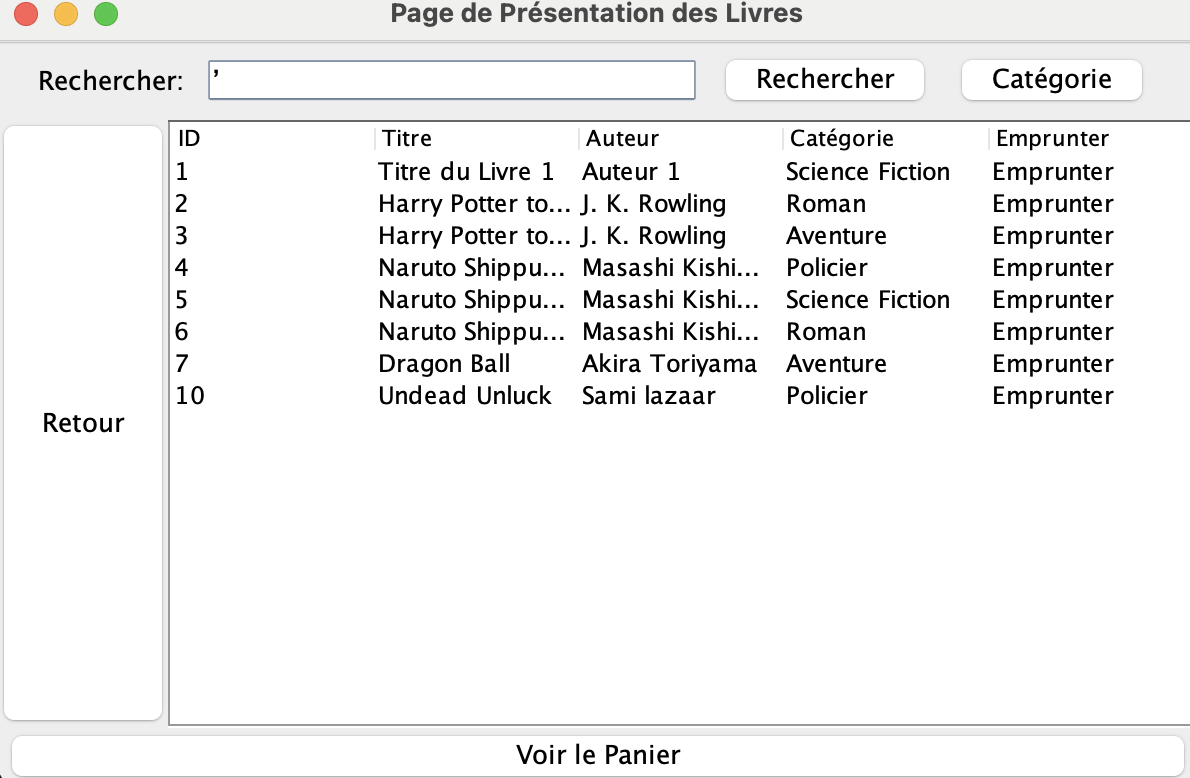 Page de Présentation des Livres
Rechercher: ’ Rechercher Catégorie
ID Titre Auteur Catégorie Emprunter
1 Titre du Livre 1 Auteur 1 Science Fiction Emprunter
2 Harry Potter to... J. K. Rowling Roman Emprunter
3 Harry Potter to... J. K. Rowling Aventure Emprunter
4 Naruto Shippu... Masashi Kishi... Policier Emprunter
5 Naruto Shippu... Masashi Kishi... Science Fiction Emprunter
6 Naruto Shippu... Masashi Kishi... Roman Emprunter
7 Dragon Ball Akira Toriyama Aventure Emprunter
10 Undead Unluck Sami lazaar Policier Emprunter
Retour
Voir le Panier